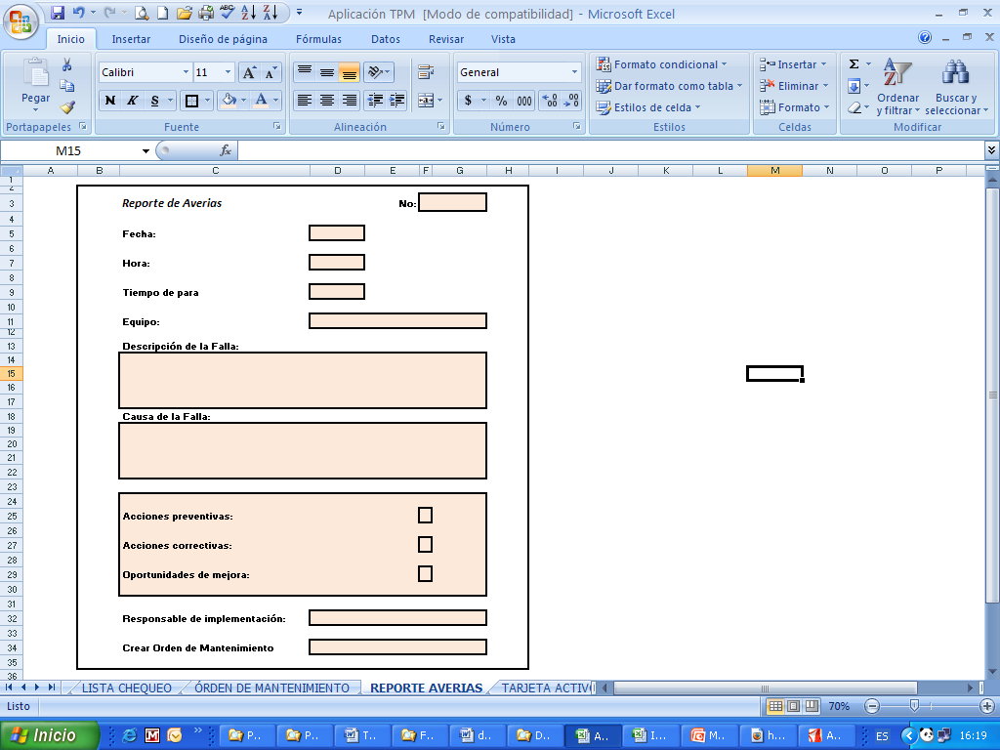 Aplicación TPM [Modo de compatibilidad] - Microsoft Excel
Inicio Insertar Diseño de página Fórmulas Datos Revisar Vista
Pegar
Calibri 11
General
N K S
$ % 000
Formato condicional
Dar formato como tabla
Estilos de celda
Insertar
Eliminar
Formato
Σ
Ordenar y filtrar
Buscar y seleccionar
Portapapeles Fuente Alineación Número Estilos Celdas Modificar
M15 fx
A B C D E F G H I J K L M N O P
1
2
3 Reporte de Averias No:
4
5 Fecha:
6
7 Hora:
8
9 Tiempo de para
10
11 Equipo:
12
13 Descripción de la Falla:
14
15
16
17
18 Causa de la Falla:
19
20
21
22
23
24
25 Acciones preventivas:
26
27 Acciones correctivas:
28
29 Oportunidades de mejora:
30
31
32 Responsable de implementación:
33
34 Crear Orden de Mantenimiento
35
36
LISTA CHEQUEO ÓRDEN DE MANTENIMIENTO REPORTE AVERIAS TARJETA ACTIV
Listo 70%
Inicio P... P... T... F... d... D... A.. I... M... h... A... ES 16:19